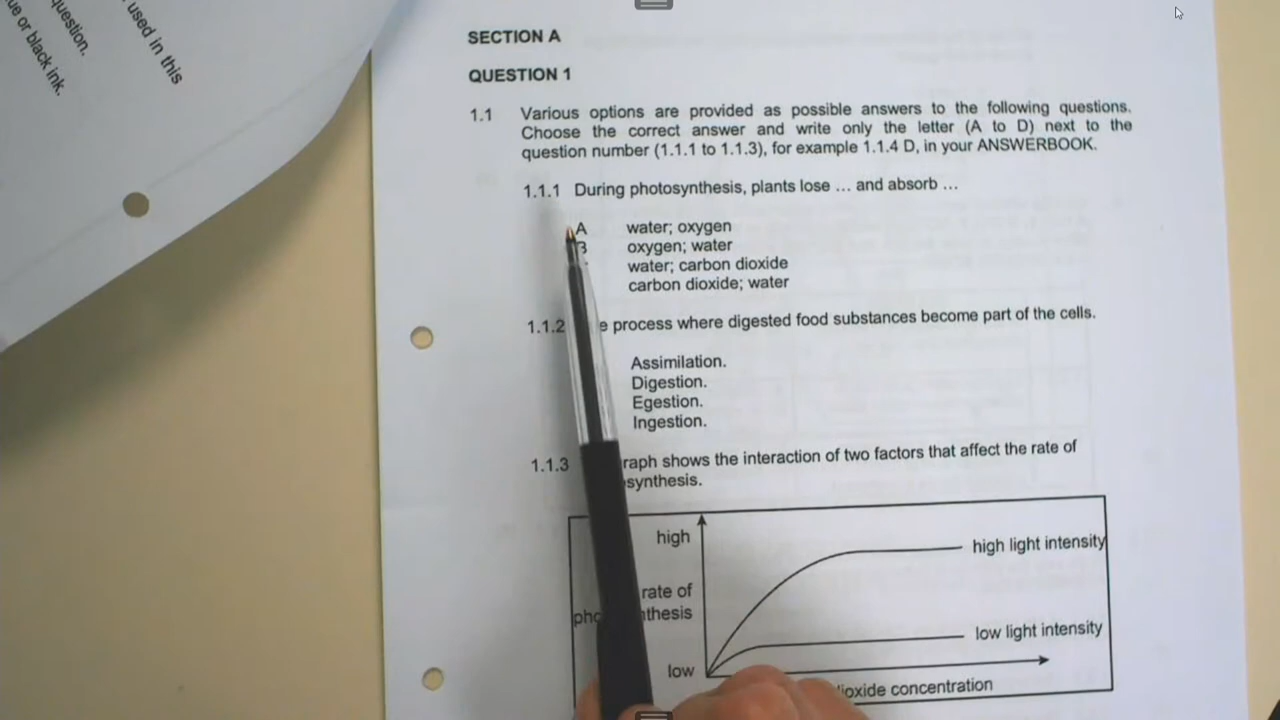 used in this
question.
ue or black ink.
SECTION A
QUESTION 1
1.1 Various options are provided as possible answers to the following questions.
Choose the correct answer and write only the letter (A to D) next to the
question number (1.1.1 to 1.1.3), for example 1.1.4 D, in your ANSWERBOOK.
1.1.1 During photosynthesis, plants lose ... and absorb ...
A water; oxygen
B oxygen; water
water; carbon dioxide
carbon dioxide; water
1.1.2 e process where digested food substances become part of the cells.
Assimilation.
Digestion.
Egestion.
Ingestion.
1.1.3 raph shows the interaction of two factors that affect the rate of
synthesis.
high
high light intensity
rate of
pho nthesis
low light intensity
low
ioxide concentration